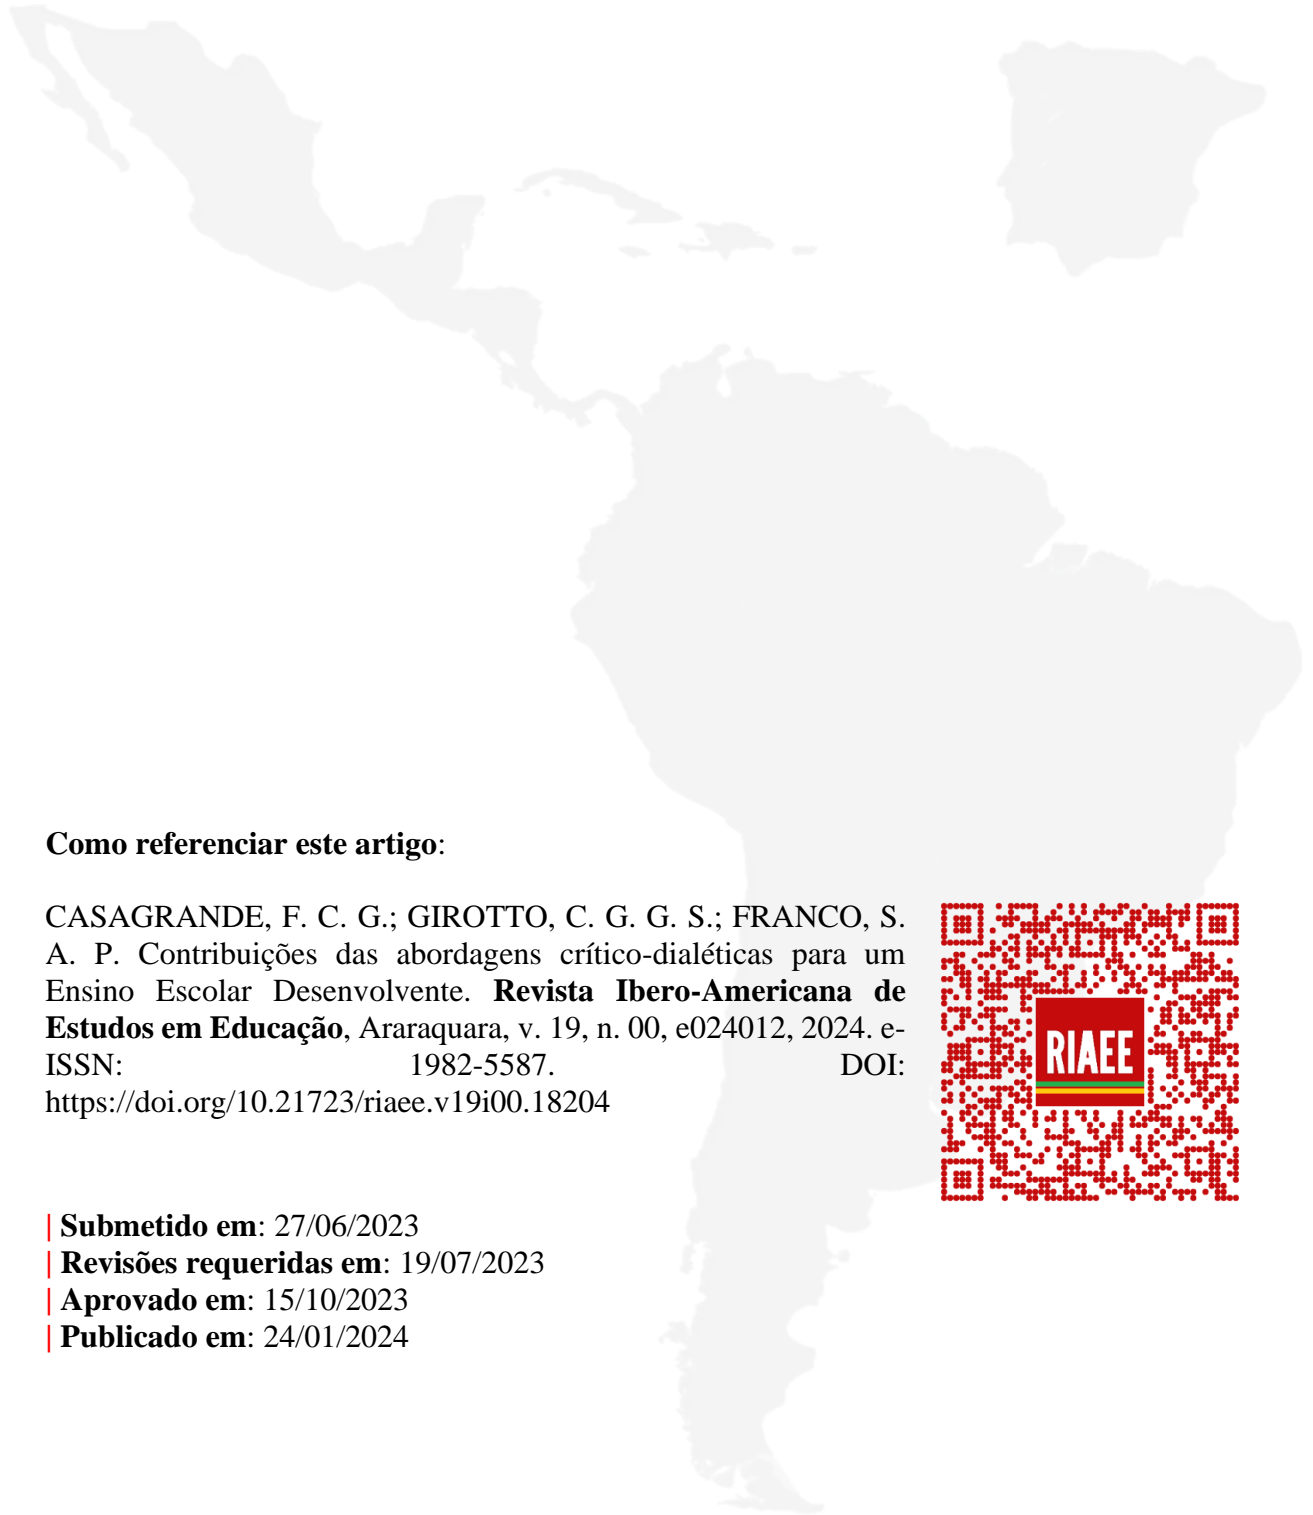 Como referenciar este artigo:
CASAGRANDE, F. C. G.; GIROTTO, C. G. G. S.; FRANCO, S.
A. P. Contribuições das abordagens crítico-dialéticas para um
Ensino Escolar Desenvolvente. Revista Ibero-Americana de
Estudos em Educação, Araraquara, v. 19, n. 00, e024012, 2024. e-
ISSN: 1982-5587. DOI:
https://doi.org/10.21723/riaee.v19i00.18204
RIAEE
| Submetido em: 27/06/2023
| Revisões requeridas em: 19/07/2023
| Aprovado em: 15/10/2023
| Publicado em: 24/01/2024